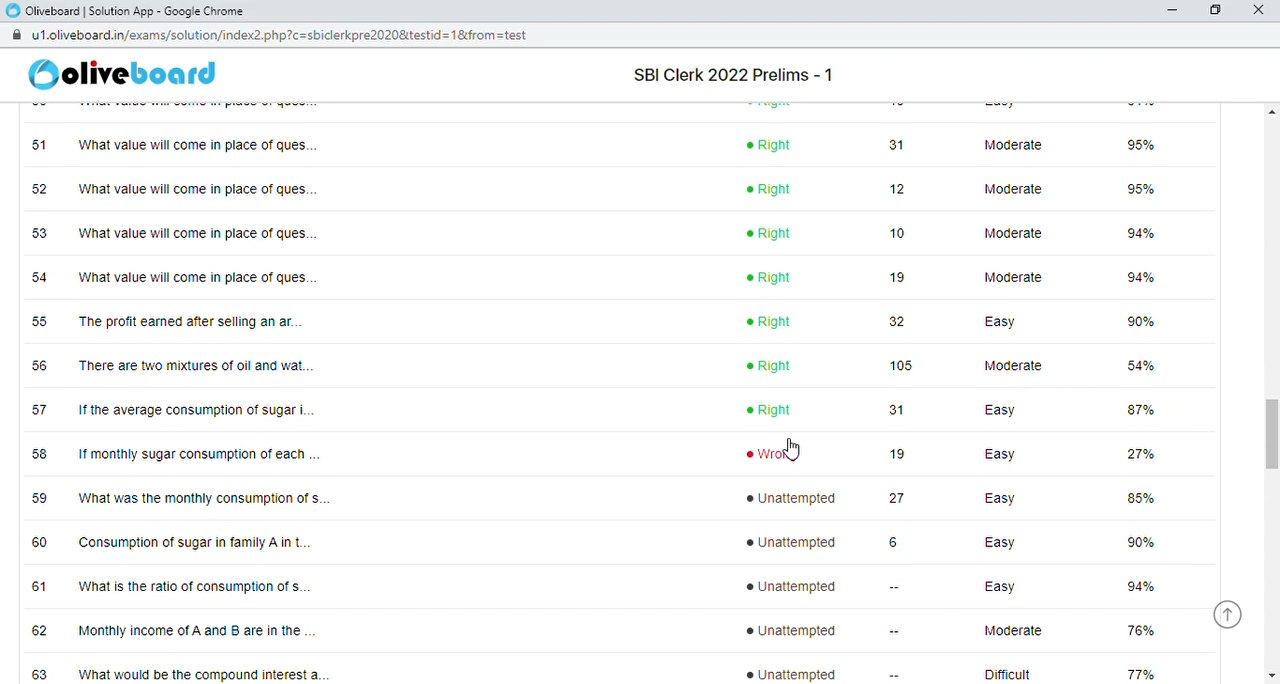 Oliveboard | Solution App - Google Chrome
u1.oliveboard.in/exams/solution/index2.php?c=sbiclerkpre2020&testid=1&from=test
oliveboard SBI Clerk 2022 Prelims - 1
51 What value will come in place of ques... Right 31 Moderate 95%
52 What value will come in place of ques... Right 12 Moderate 95%
53 What value will come in place of ques... Right 10 Moderate 94%
54 What value will come in place of ques... Right 19 Moderate 94%
55 The profit earned after selling an ar... Right 32 Easy 90%
56 There are two mixtures of oil and wat... Right 105 Moderate 54%
57 If the average consumption of sugar i... Right 31 Easy 87%
58 If monthly sugar consumption of each ... Wrong 19 Easy 27%
59 What was the monthly consumption of s... Unattempted 27 Easy 85%
60 Consumption of sugar in family A in t... Unattempted 6 Easy 90%
61 What is the ratio of consumption of s... Unattempted -- Easy 94%
62 Monthly income of A and B are in the ... Unattempted -- Moderate 76%
63 What would be the compound interest a... Unattempted -- Difficult 77%